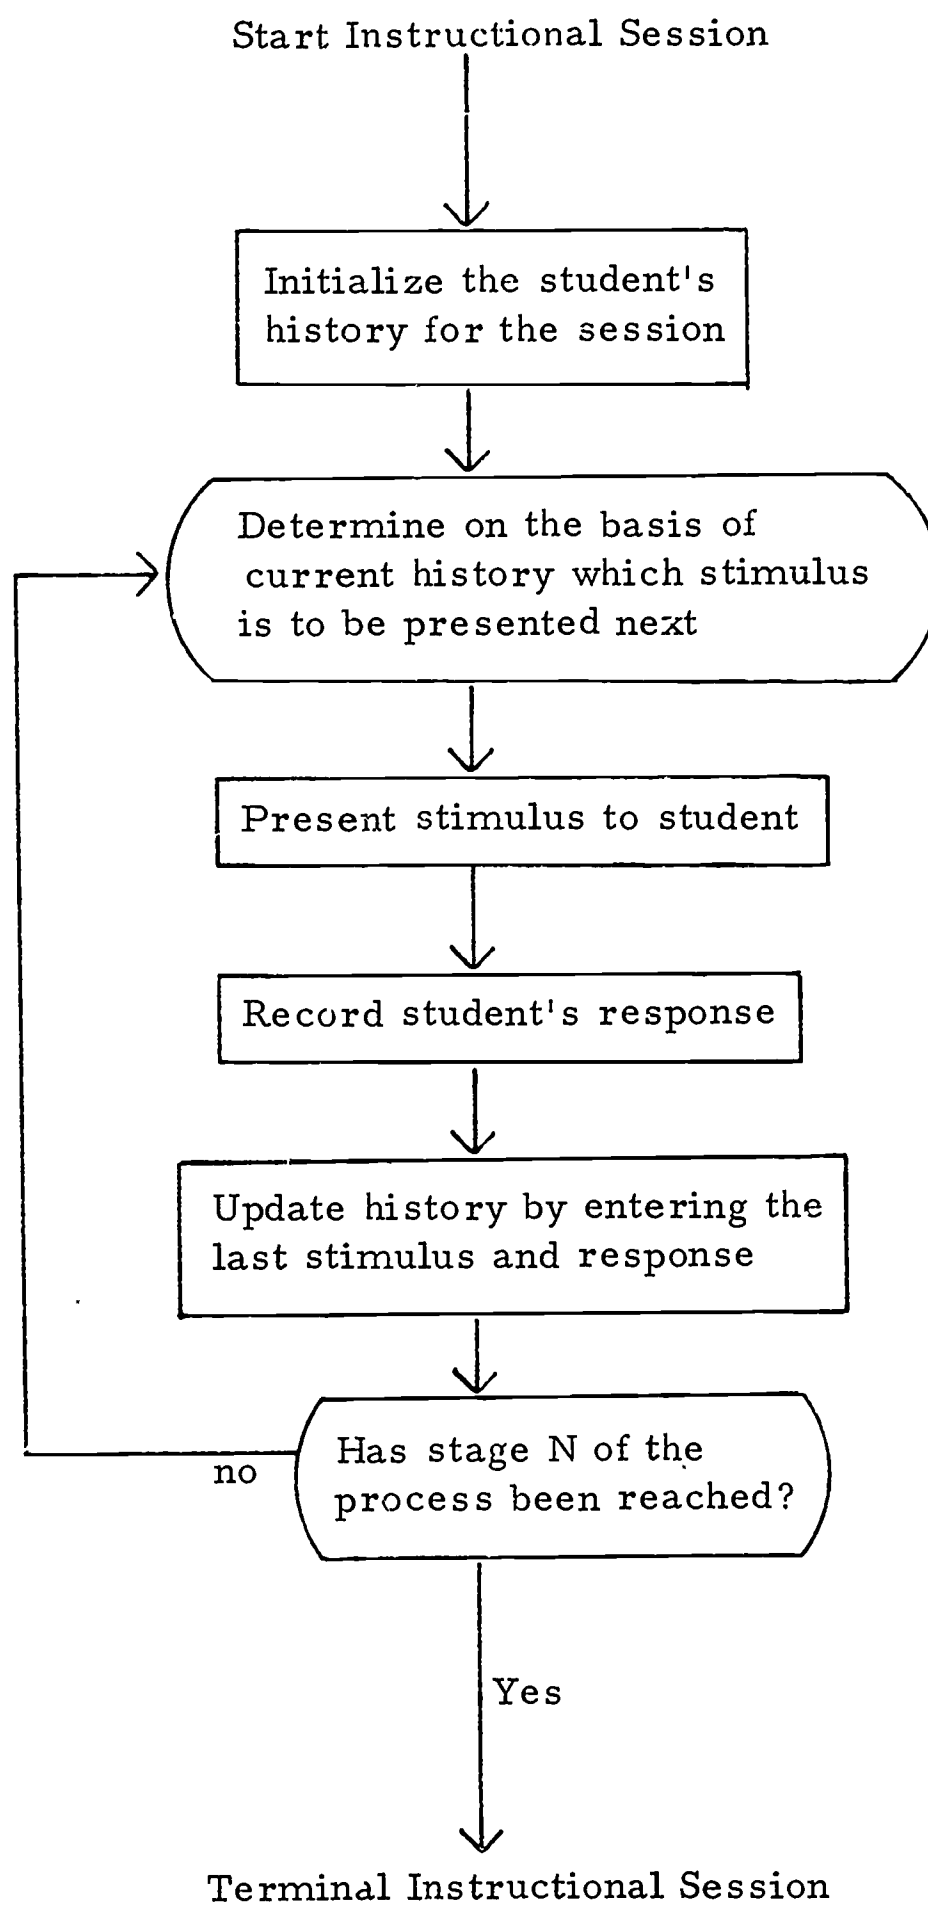 Start Instructional Session
Initialize the student's
history for the session
Determine on the basis of
current history which stimulus
is to be presented next
Present stimulus to student
Record student's response
Update history by entering the
last stimulus and response
Has stage N of the
process been reached?
no
Yes
Terminal Instructional Session